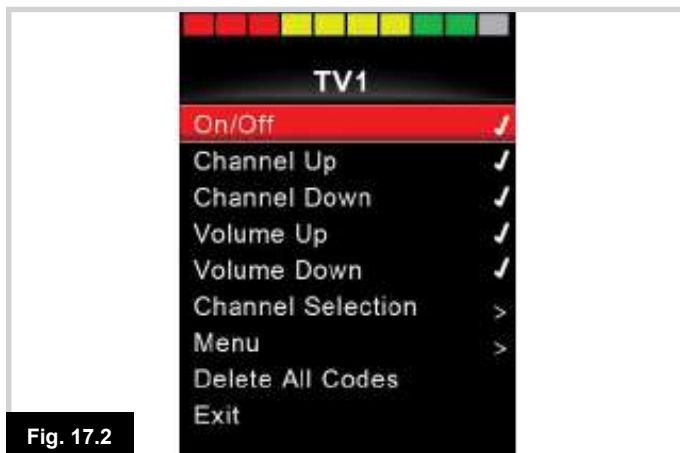 TV1
On/Off ✓
Channel Up ✓
Channel Down ✓
Volume Up ✓
Volume Down ✓
Channel Selection >
Menu >
Delete All Codes
Exit
Fig. 17.2